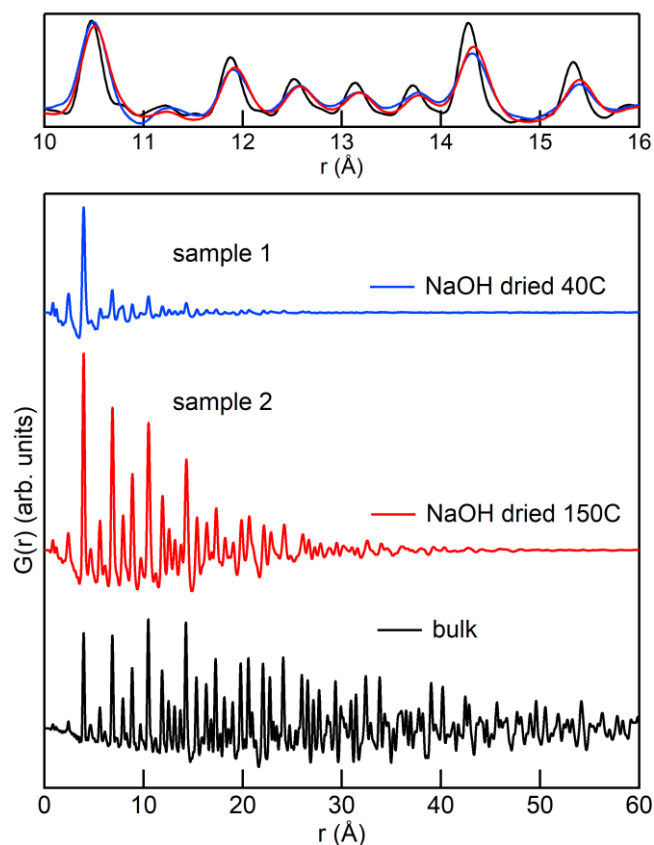 10 11 12 13 14 15 16
r (Å)
sample 1
NaOH dried 40C
sample 2
NaOH dried 150C
bulk
G(r) (arb. units)
0 10 20 30 40 50 60
r (Å)